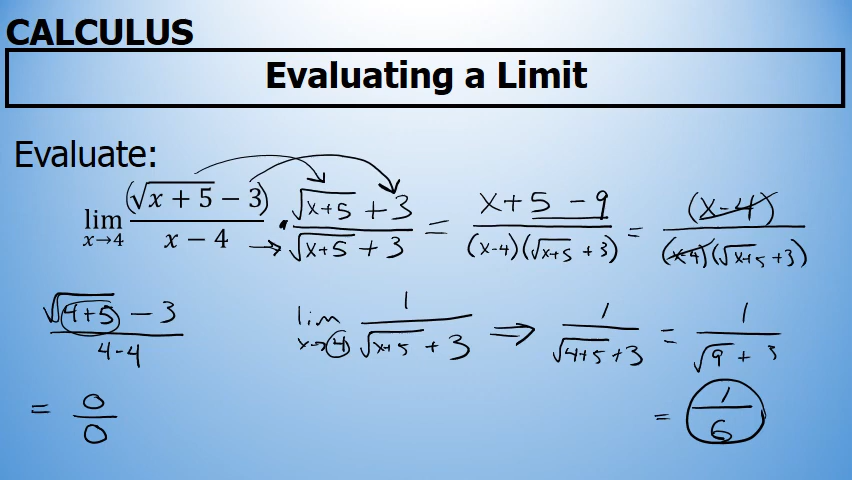 CALCULUS
Evaluating a Limit
Evaluate:
lim x→4 (√(x + 5) − 3)/(x − 4) · (√(x+5) + 3)/(√(x+5) + 3) = (x + 5 − 9)/((x−4)(√(x+5) + 3)) = (x−4)/((x−4)(√(x+5) + 3))
(√(4+5) − 3)/(4−4) lim x→4 1/(√(x+5) + 3) ⟹ 1/(√(4+5) + 3) = 1/(√9 + 3)
= 0/0 = 1/6